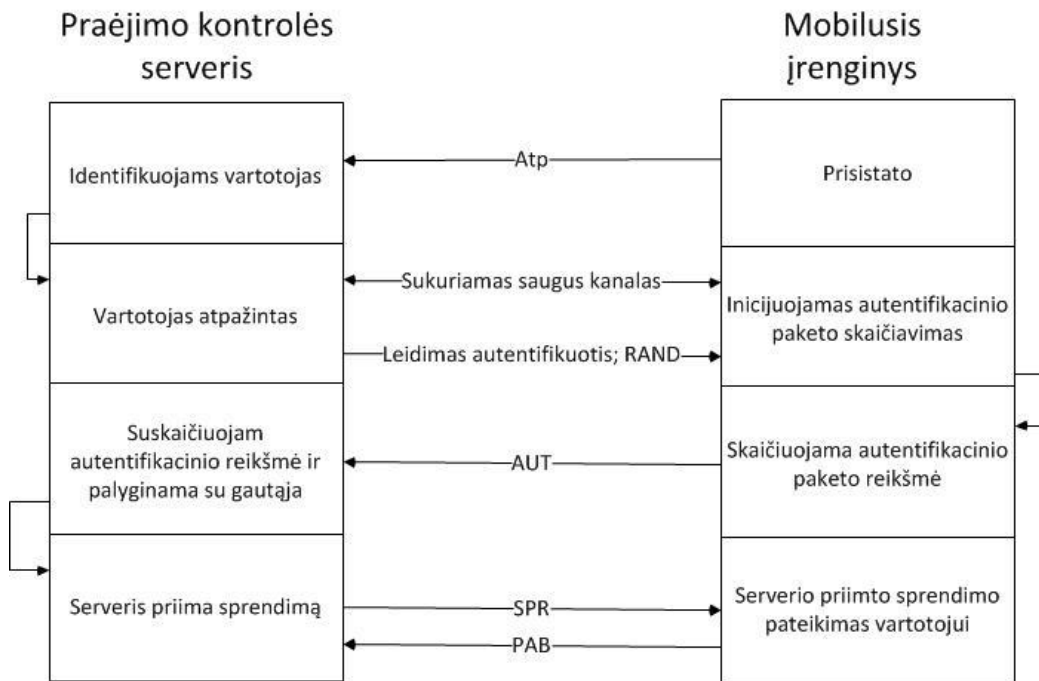 Praėjimo kontrolės
serveris
Mobilusis
įrenginys
Identifikuojams vartotojas
Atp
Prisistato
Vartotojas atpažintas
Sukuriamas saugus kanalas
Leidimas autentifikuotis; RAND
Inicijuojamas autentifikacinio
paketo skaičiavimas
Suskaičiuojam
autentifikacinio reikšmė ir
palyginama su gautąja
AUT
Skaičiuojama autentifikacinio
paketo reikšmė
Serveris priima sprendimą
SPR
PAB
Serverio priimto sprendimo
pateikimas vartotojui